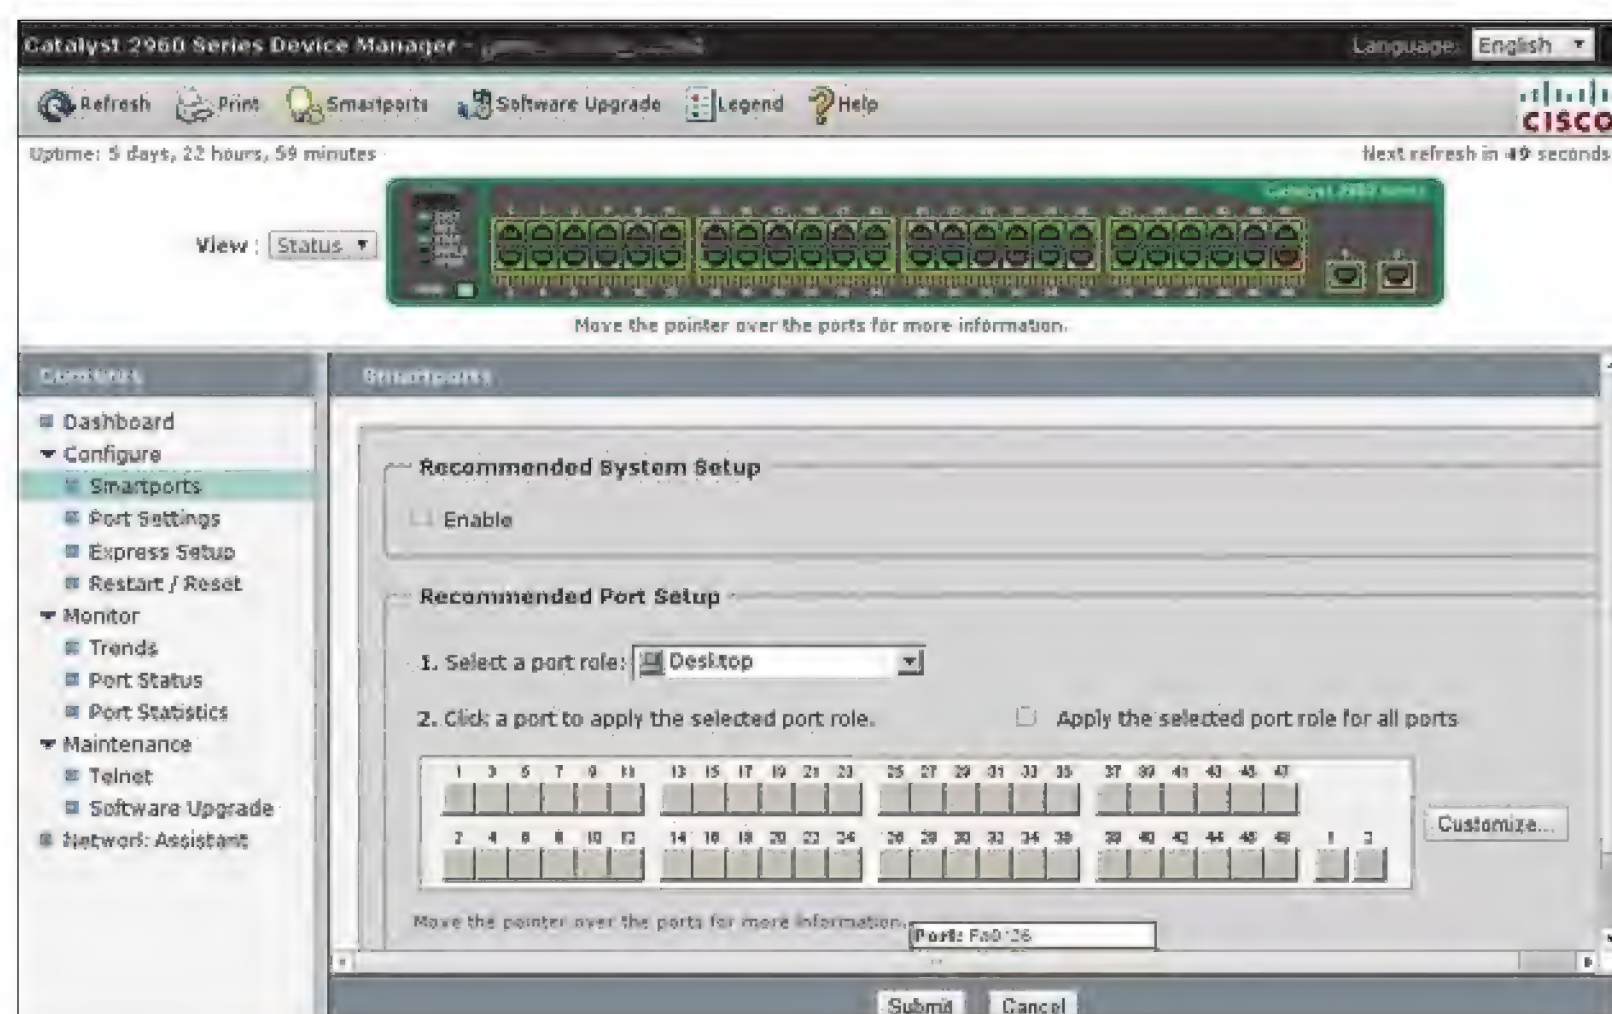 Catalyst 2960 Series Device Manager -
Language: English
Refresh Print Smartports Software Upgrade Legend Help
CISCO
Uptime: 5 days, 22 hours, 59 minutes
Next refresh in 49 seconds
Catalyst 2960 Series
View : Status
Move the pointer over the ports for more information.
Contents
Smartports
Dashboard
Configure
Smartports
Port Settings
Express Setup
Restart / Reset
Monitor
Trends
Port Status
Port Statistics
Maintenance
Telnet
Software Upgrade
Network Assistant
Recommended System Setup
Enable
Recommended Port Setup
1. Select a port role: Desktop
2. Click a port to apply the selected port role.
Apply the selected port role for all ports
1 3 5 7 9 11 13 15 17 19 21 23 25 27 29 31 33 35 37 39 41 43 45 47
2 4 6 8 10 12 14 16 18 20 22 24 26 28 30 32 34 36 38 40 42 44 46 48 1 2
Customize...
Move the pointer over the ports for more information.
Port:
Submit Cancel